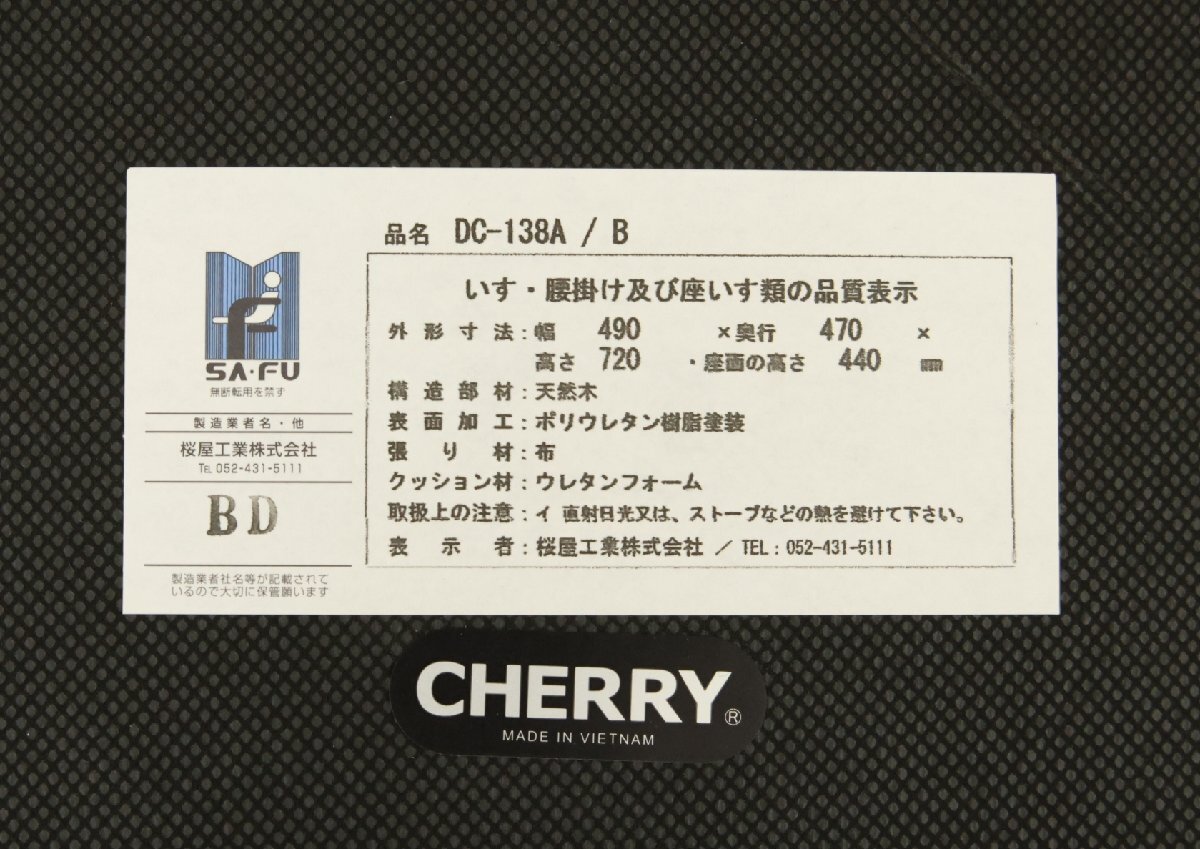 品名 DC-138A / B
いす・腰掛け及び座いす類の品質表示
外形寸法:幅 490 ×奥行 470 ×
高さ 720 ・座面の高さ 440 mm
構造部材:天然木
表面加工:ポリウレタン樹脂塗装
張り材:布
クッション材:ウレタンフォーム
取扱上の注意:イ 直射日光又は、ストーブなどの熱を避けて下さい。
表示者:桜屋工業株式会社 / TEL:052-431-5111
SA・FU
無断転用を禁す
製造業者名・他
桜屋工業株式会社
TEL 052-431-5111
BD
製造業者社名等が記載されて
いるので大切に保管願います
CHERRY®
MADE IN VIETNAM